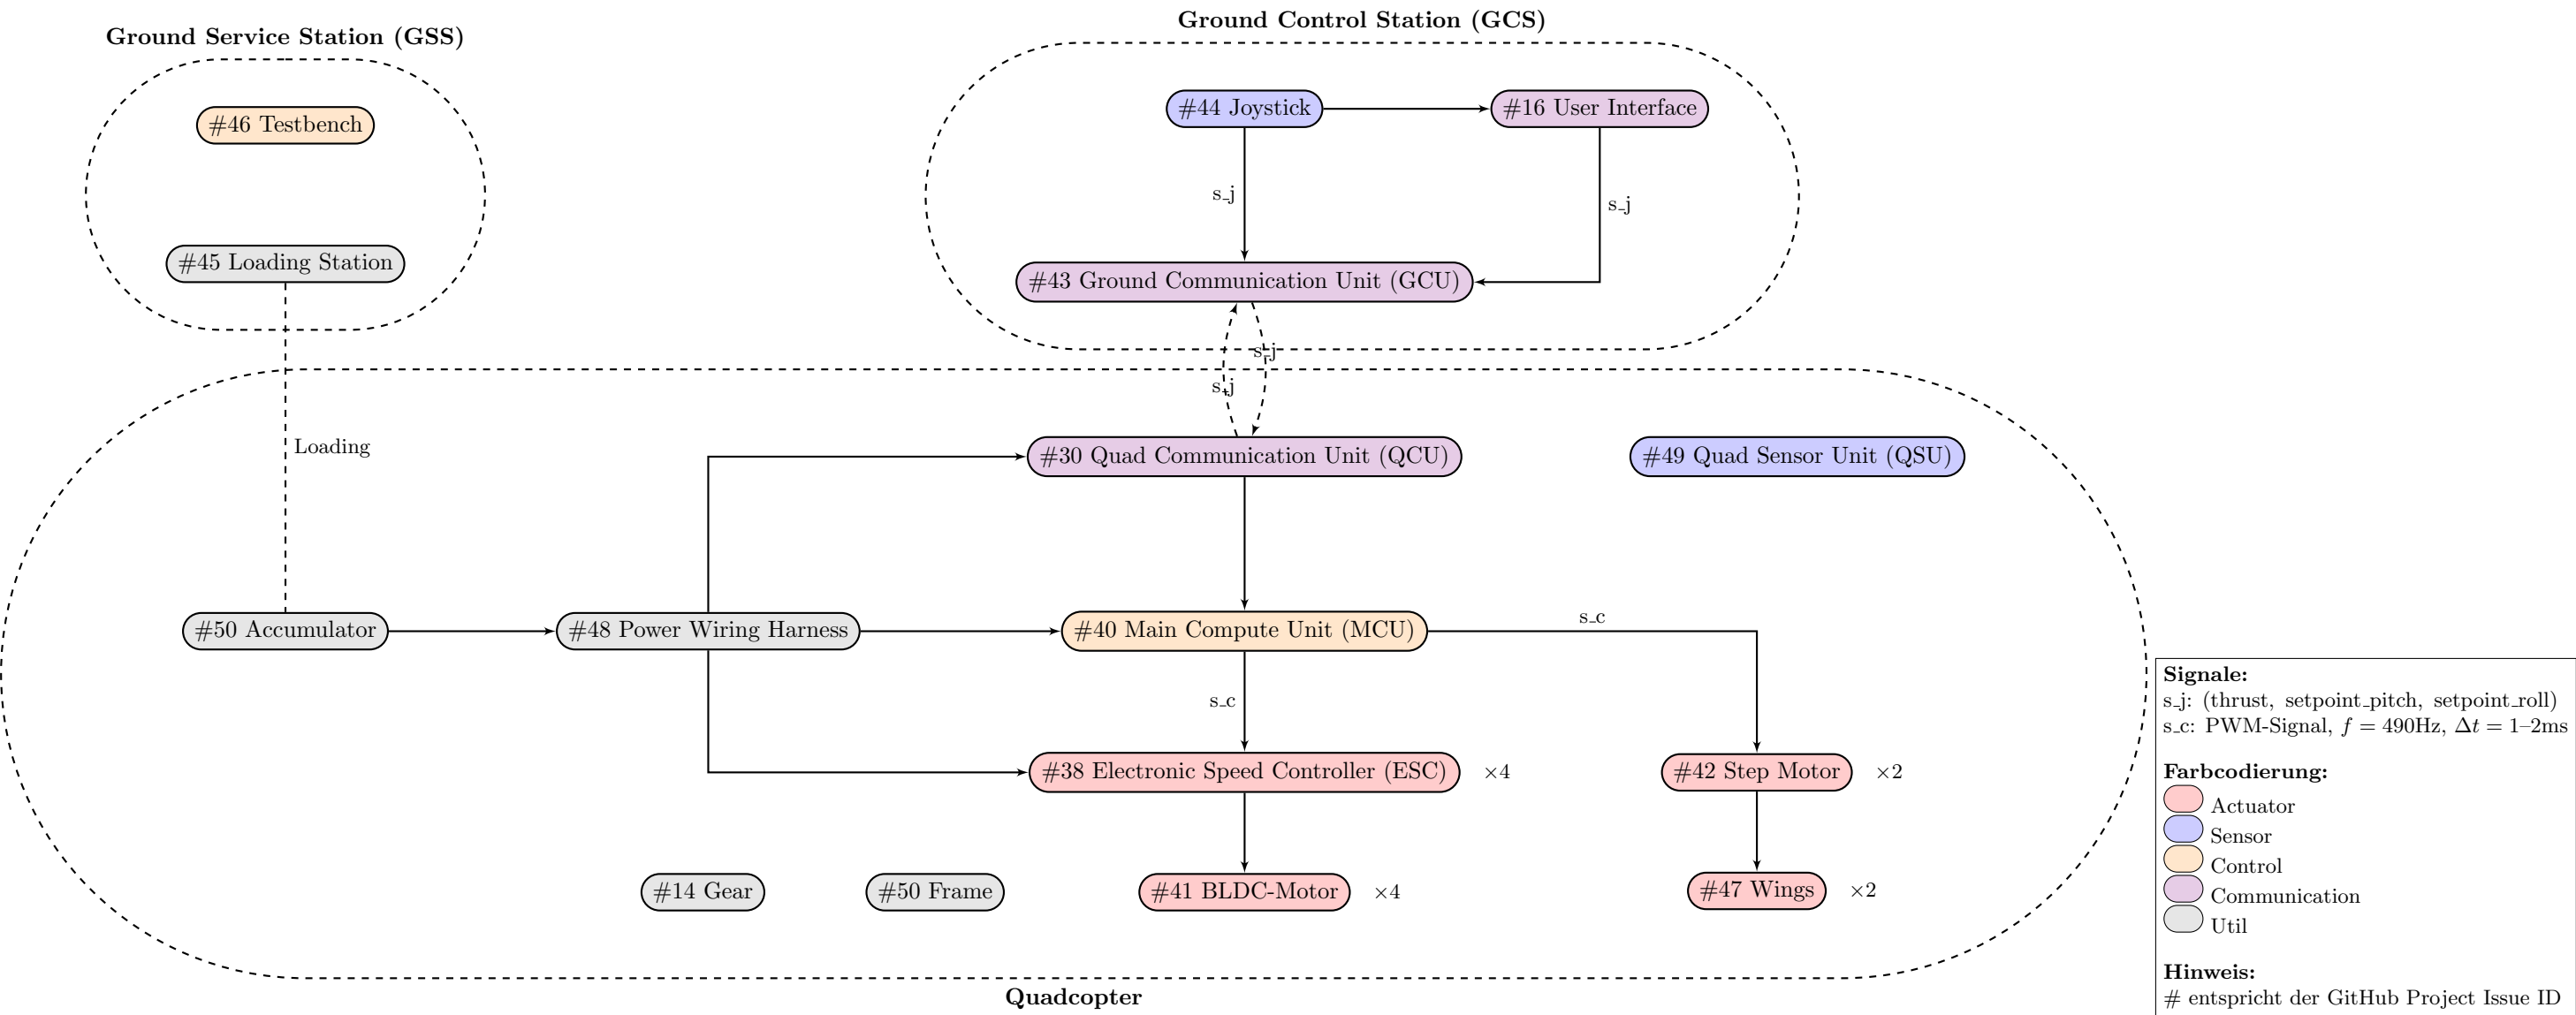 Ground Service Station (GSS)
#46 Testbench
#45 Loading Station
Ground Control Station (GCS)
#44 Joystick
#16 User Interface
s_j
s_j
#43 Ground Communication Unit (GCU)
s_j
s_j
Loading
#30 Quad Communication Unit (QCU)
#49 Quad Sensor Unit (QSU)
#50 Accumulator
#48 Power Wiring Harness
#40 Main Compute Unit (MCU)
s_c
s_c
#38 Electronic Speed Controller (ESC)
×4
#42 Step Motor
×2
#14 Gear
#50 Frame
#41 BLDC-Motor
×4
#47 Wings
×2
Quadcopter
Signale:
s_j: (thrust, setpoint_pitch, setpoint_roll)
s_c: PWM-Signal, f = 490Hz, Δt = 1–2ms
Farbcodierung:
Actuator
Sensor
Control
Communication
Util
Hinweis:
# entspricht der GitHub Project Issue ID